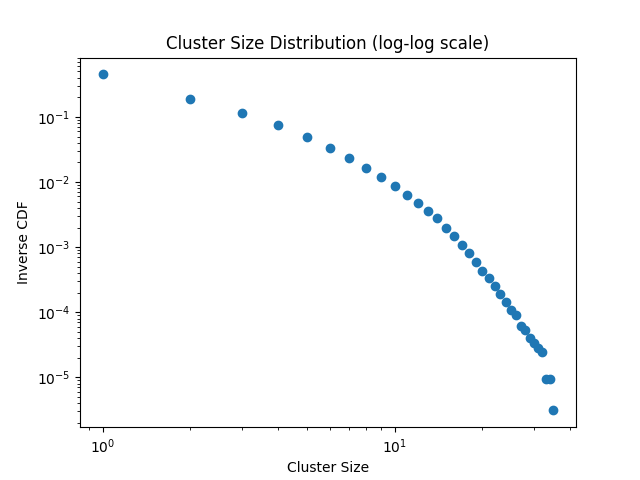 Cluster Size Distribution (log-log scale)
Inverse CDF
10⁻¹
10⁻²
10⁻³
10⁻⁴
10⁻⁵
10⁰
10¹
Cluster Size